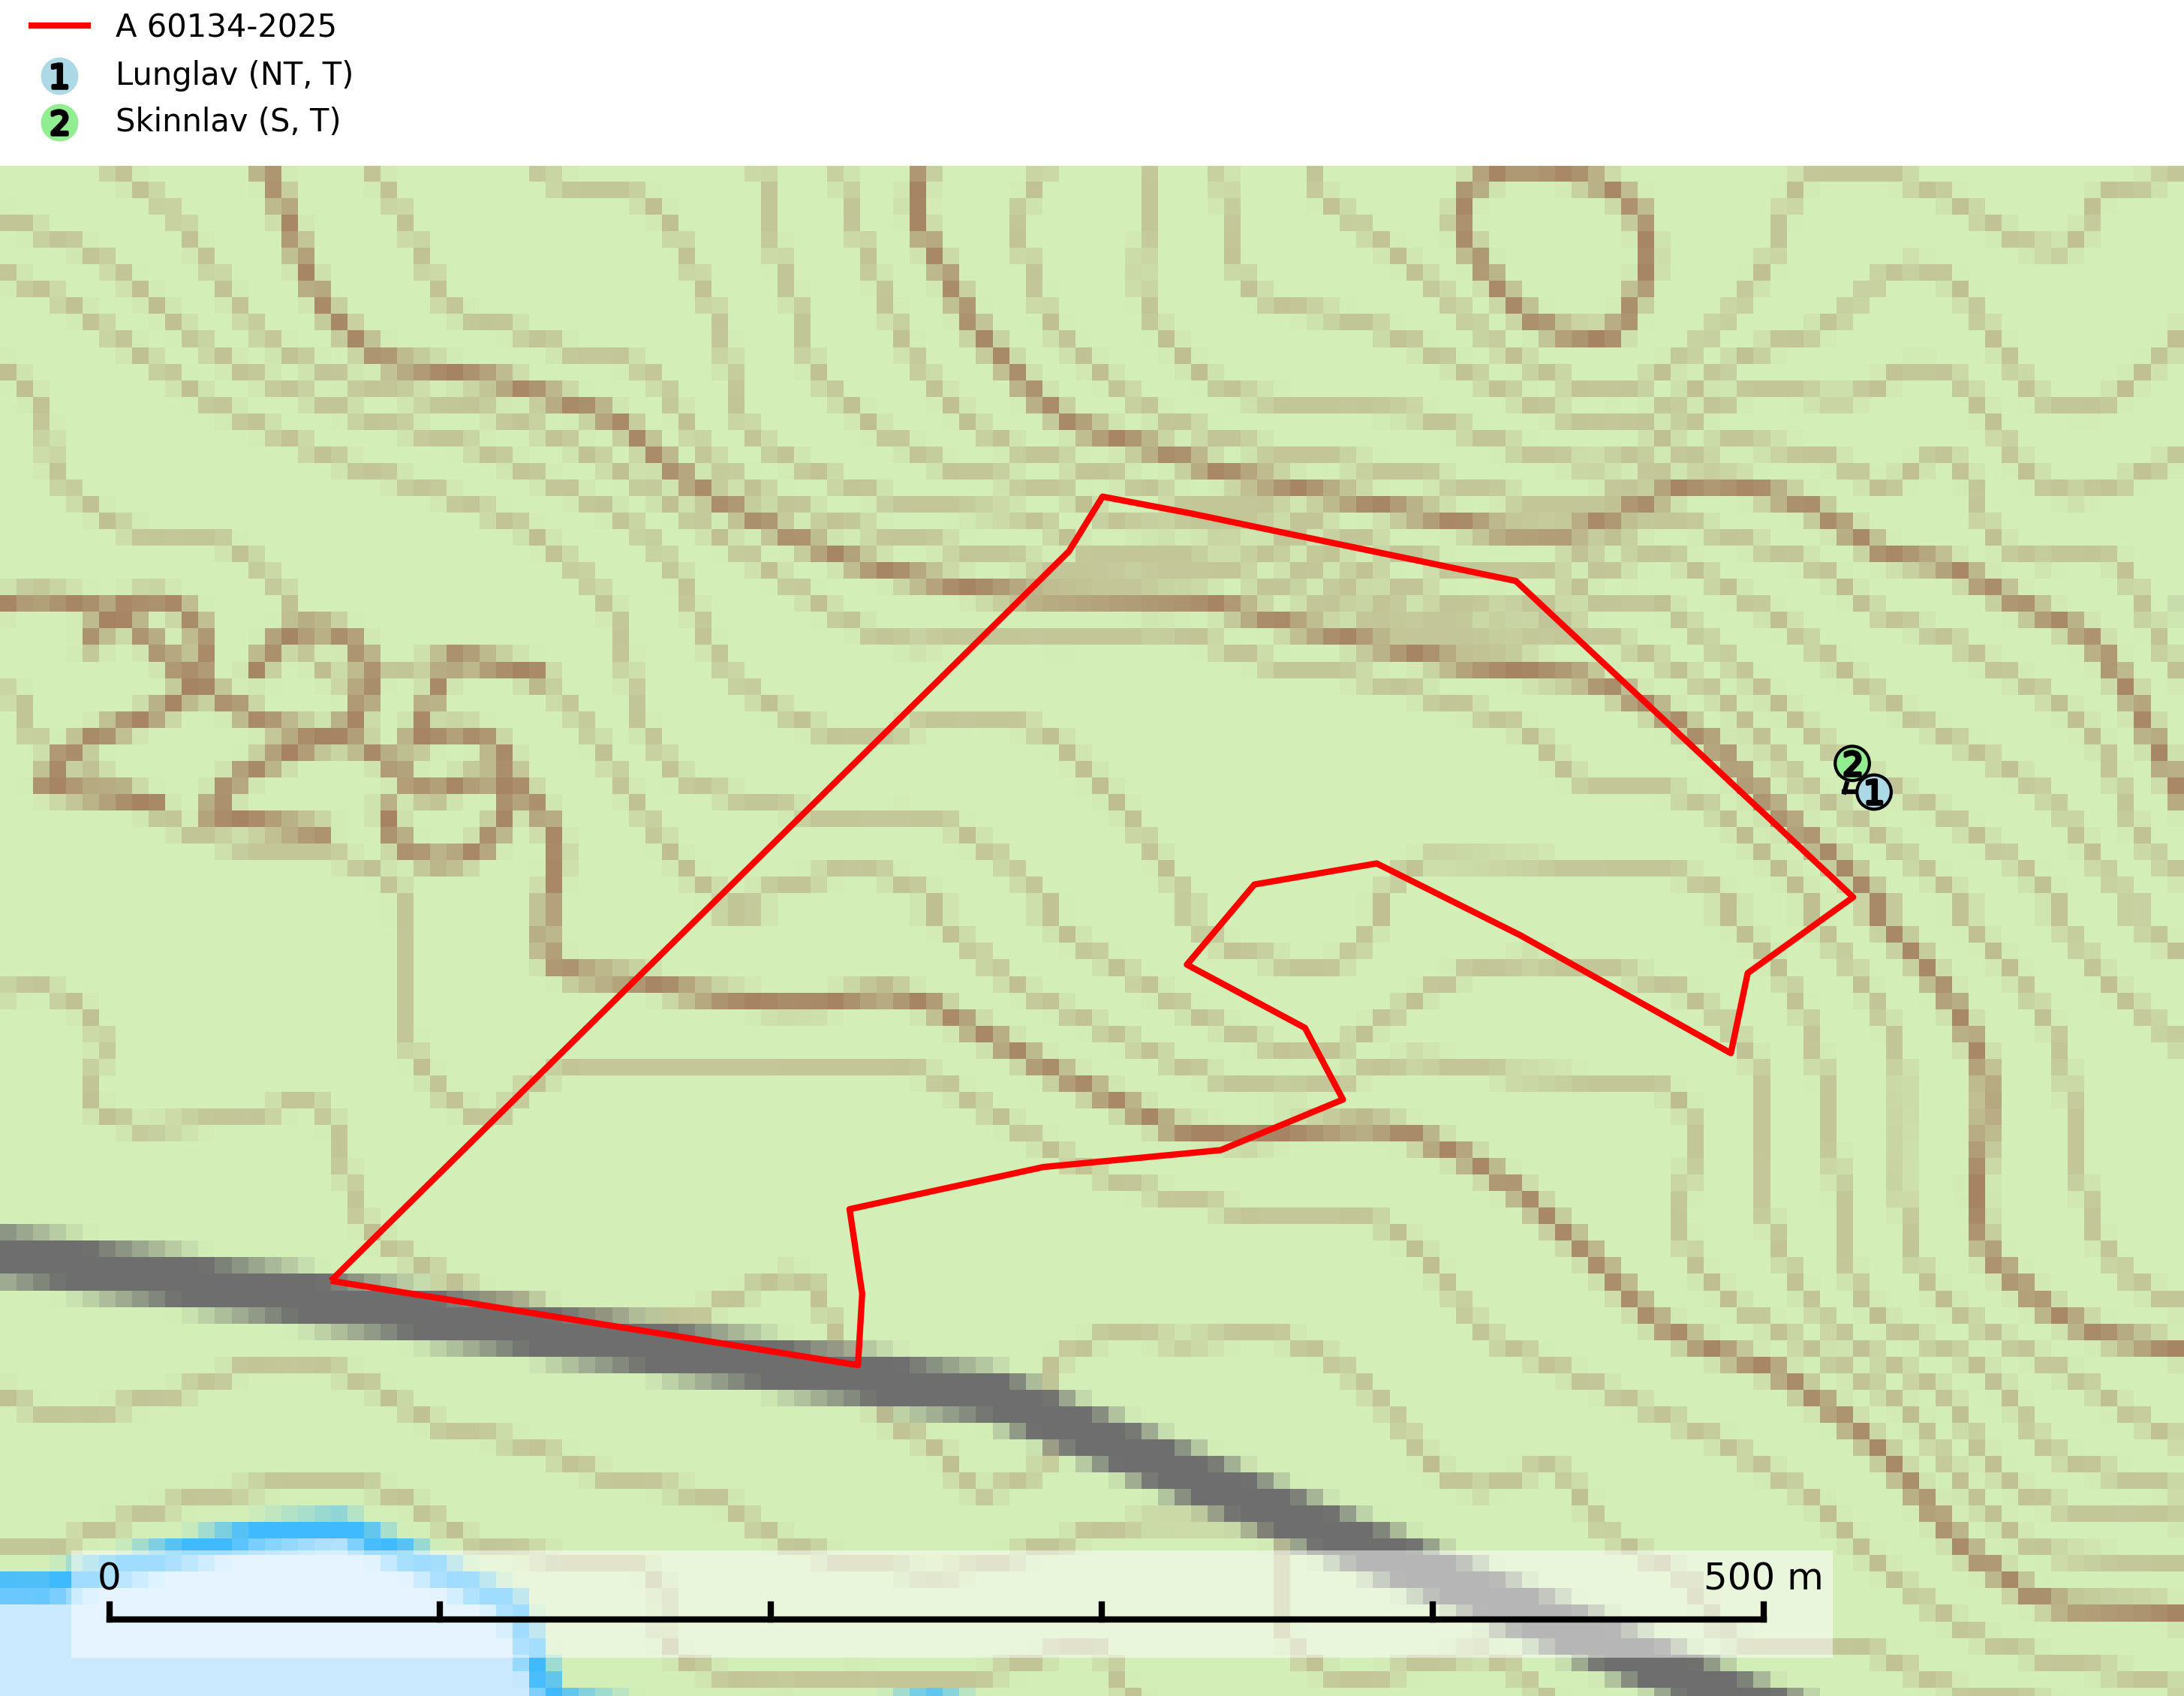 A 60134-2025
1 Lunglav (NT, T)
2 Skinnlav (S, T)
2
1
0 500 m